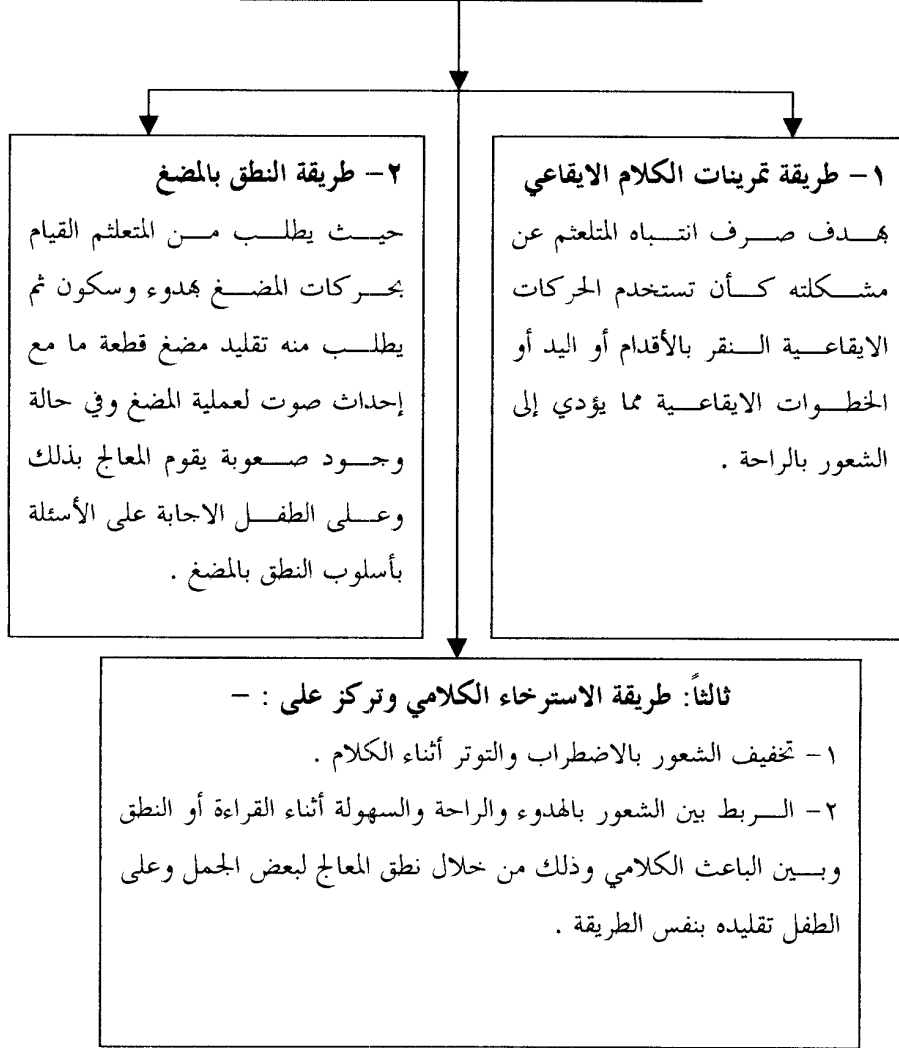 ١- طريقة تمرينات الكلام الايقاعي
بهدف صرف انتباه المتلعثم عن
مشكلته كأن تستخدم الحركات
الايقاعية النقر بالأقدام أو اليد أو
الخطوات الايقاعية مما يؤدي إلى
الشعور بالراحة .
٢- طريقة النطق بالمضغ
حيث يطلب من المتعلثم القيام
بحركات المضغ بهدوء وسكون ثم
يطلب منه تقليد مضغ قطعة ما مع
إحداث صوت لعملية المضغ وفي حالة
وجود صعوبة يقوم المعالج بذلك
وعلى الطفل الاجابة على الأسئلة
بأسلوب النطق بالمضغ .
ثالثاً: طريقة الاسترخاء الكلامي وتركز على : -
١- تخفيف الشعور بالاضطراب والتوتر أثناء الكلام .
٢- الربط بين الشعور بالهدوء والراحة والسهولة أثناء القراءة أو النطق
وبين الباعث الكلامي وذلك من خلال نطق المعالج لبعض الجمل وعلى
الطفل تقليده بنفس الطريقة .